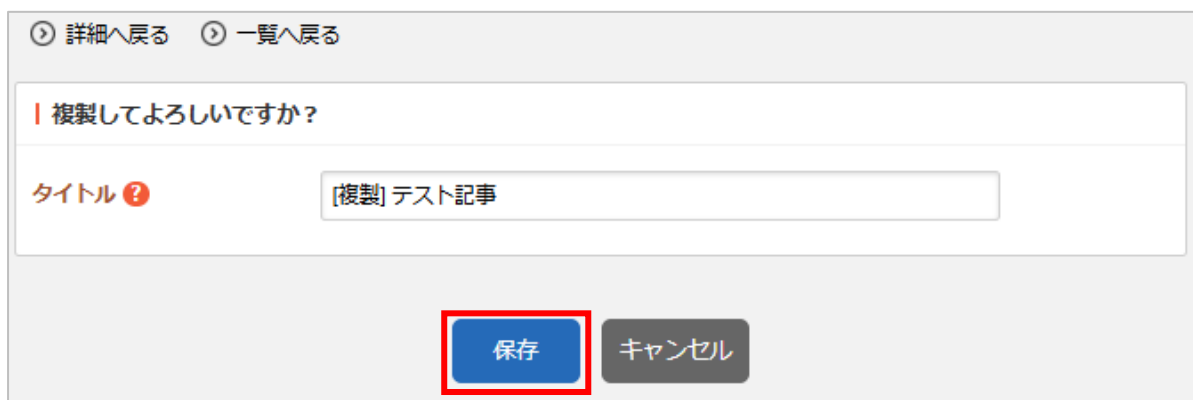 詳細へ戻る 一覧へ戻る
複製してよろしいですか？
タイトル ? [複製] テスト記事
保存 キャンセル